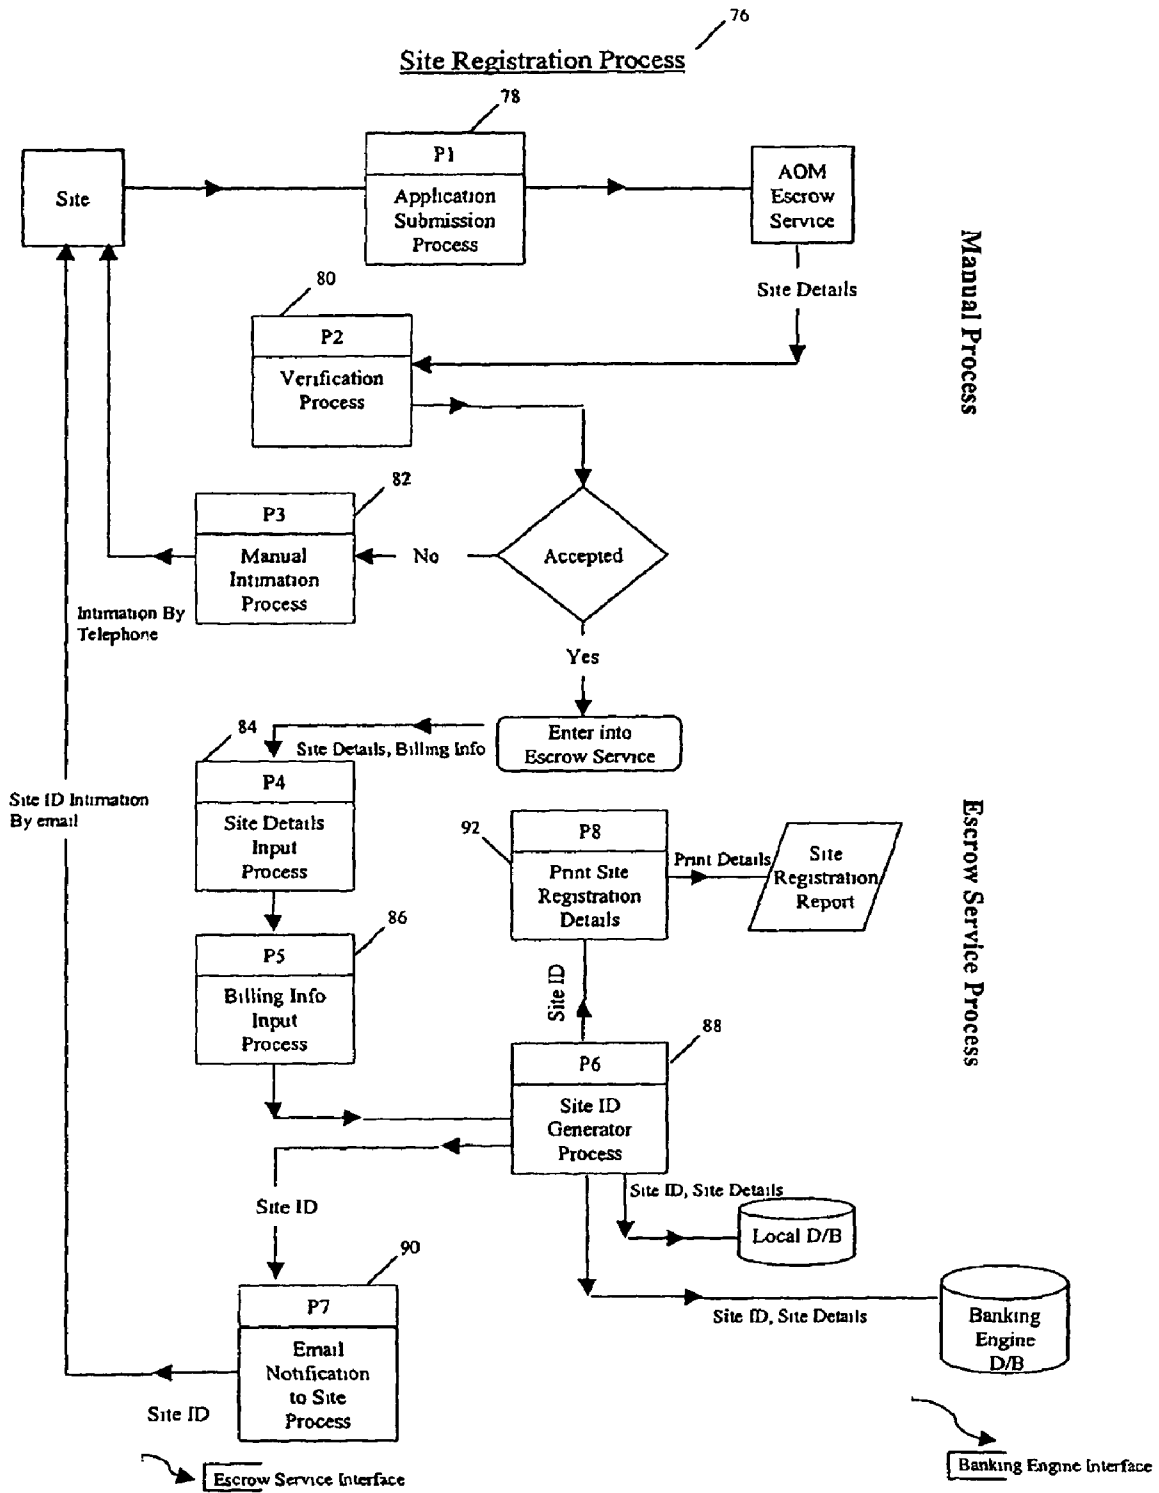 76
Site Registration Process
78
P1
Application
Submission
Process
Site
AOM
Escrow
Service
Manual Process
Site Details
80
P2
Verification
Process
82
P3
Manual
Intimation
Process
No
Accepted
Intimation By
Telephone
Yes
84
Enter into
Escrow Service
Site Details, Billing Info
P4
Site Details
Input
Process
Site ID Intimation
By email
92
P8
Print Site
Registration
Details
Print Details
Site
Registration
Report
Escrow Service Process
86
P5
Billing Info
Input
Process
Site ID
88
P6
Site ID
Generator
Process
Site ID, Site Details
Local D/B
Site ID
90
P7
Email
Notification
to Site
Process
Site ID, Site Details
Banking
Engine
D/B
Site ID
Escrow Service Interface
Banking Engine Interface